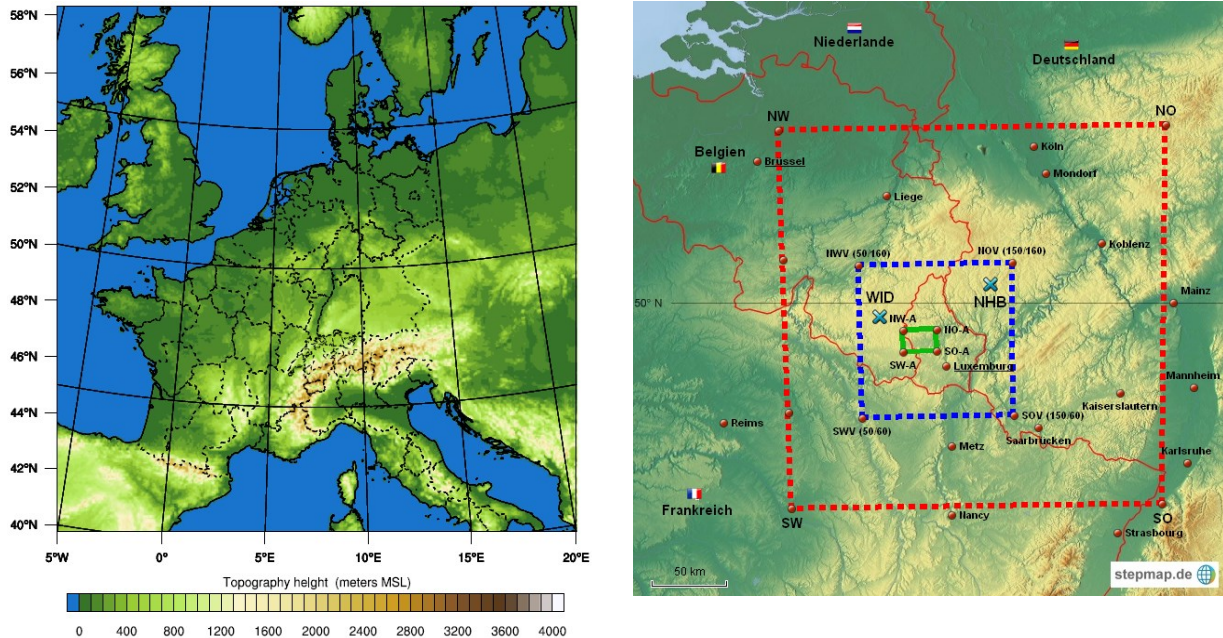 58°N
56°N
54°N
52°N
50°N
48°N
46°N
44°N
42°N
40°N
5°W
0°
5°E
10°E
15°E
20°E
Topography height (meters MSL)
0
400
800
1200
1600
2000
2400
2800
3200
3600
4000
Niederlande
Deutschland
NW
NO
Köln
Belgien
Brüssel
Mondorf
Liege
Koblenz
NWV (50/160)
NOV (150/160)
Mainz
50° N
WID
NHB
NW-A
NO-A
SW-A
SO-A
Luxemburg
Mannheim
Kaiserslautern
Reims
SWV (50/60)
SOV (150/60)
Saarbrücken
Metz
Karlsruhe
Frankreich
SW
Nancy
SO
Strasbourg
50 km
stepmap.de